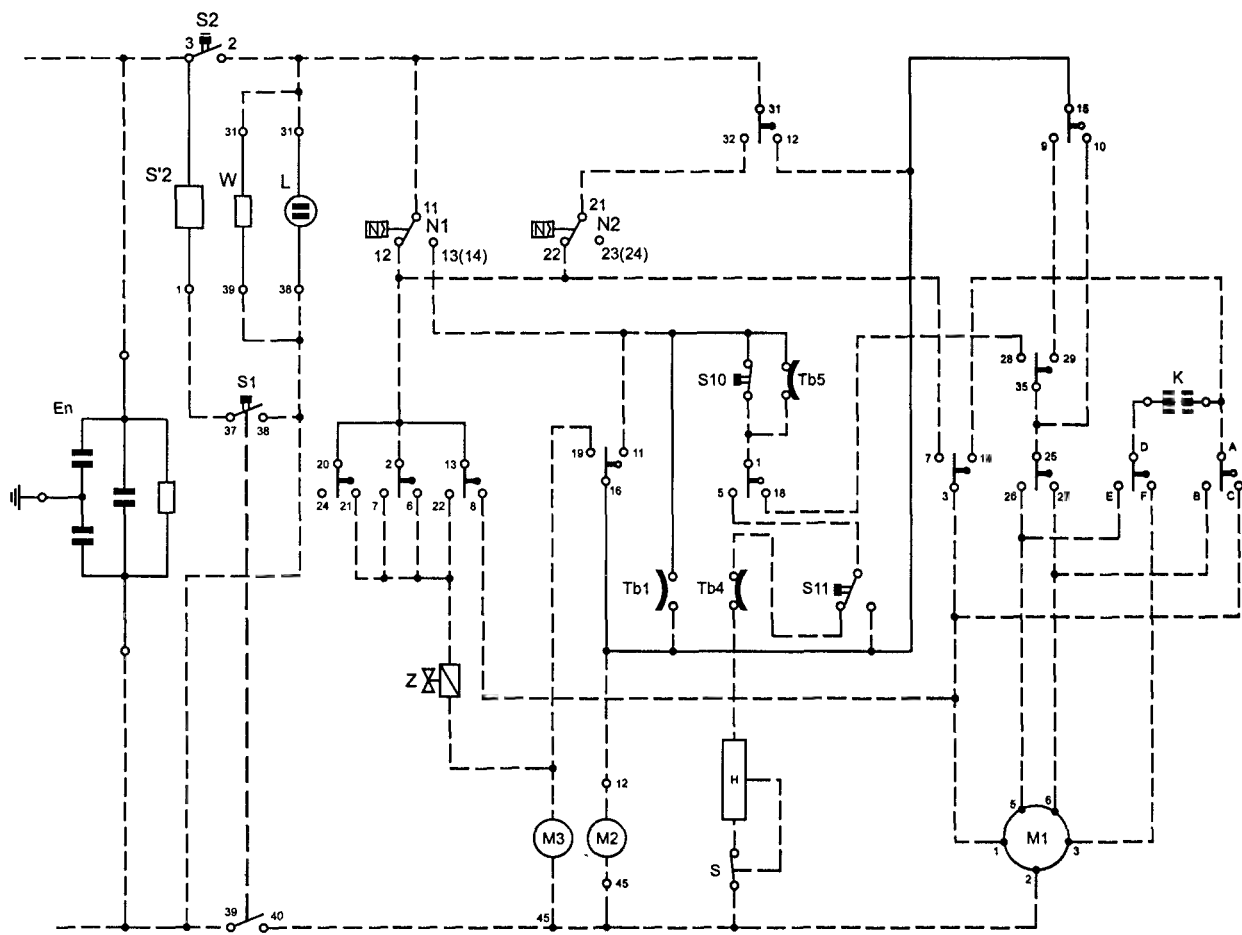 S2
3 2
31
15
32 12
9 10
31 31
S'2 W L
11
N1
N
12 13(14)
21
N2
N
22 23(24)
1 39 38
28 29
35
S10 Tb5
K
S1
37 38
En
D A
20 2 13
19 11
16
1
7 14
3
25
24 21 7 6 22 8
5 18
26 27 E F B C
Tb1 Tb4 S11
Z
H
12
M3 M2
5 6
M1
1 3
2
S
45
39 40
45